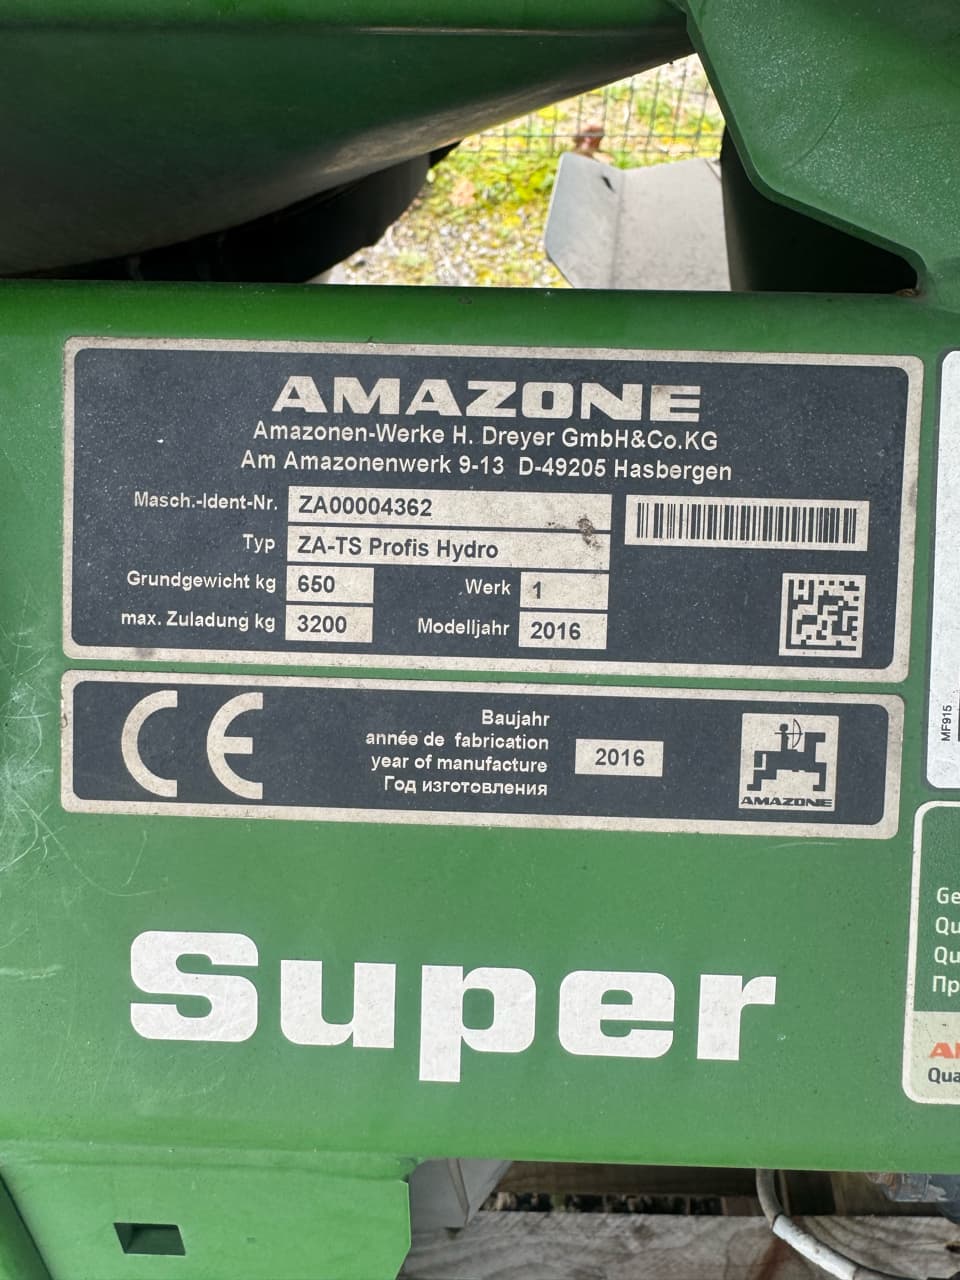 AMAZONE
Amazonen-Werke H. Dreyer GmbH&Co.KG
Am Amazonenwerk 9-13 D-49205 Hasbergen
Masch.-Ident-Nr. ZA00004362
Typ ZA-TS Profis Hydro
Grundgewicht kg 650 Werk 1
max. Zuladung kg 3200 Modelljahr 2016
CE
Baujahr
année de fabrication
year of manufacture 2016
Год изготовления
AMAZONE
MF915
Super